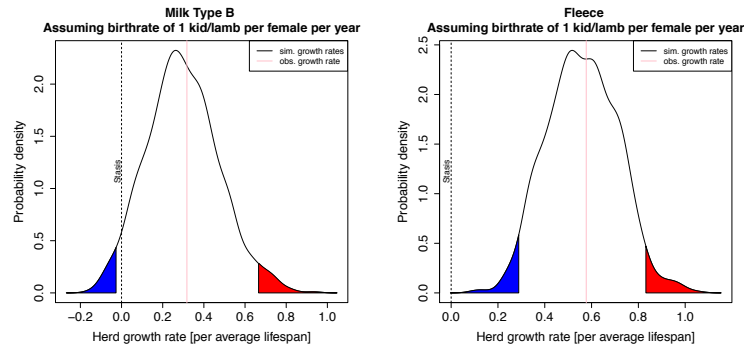 Milk Type B
Assuming birthrate of 1 kid/lamb per female per year
sim. growth rates
obs. growth rate
Stasis
Probability density
0.0 0.5 1.0 1.5 2.0
−0.2 0.0 0.2 0.4 0.6 0.8 1.0
Herd growth rate [per average lifespan]
Fleece
Assuming birthrate of 1 kid/lamb per female per year
sim. growth rates
obs. growth rate
Stasis
Probability density
0.0 0.5 1.0 1.5 2.0 2.5
0.0 0.2 0.4 0.6 0.8 1.0
Herd growth rate [per average lifespan]